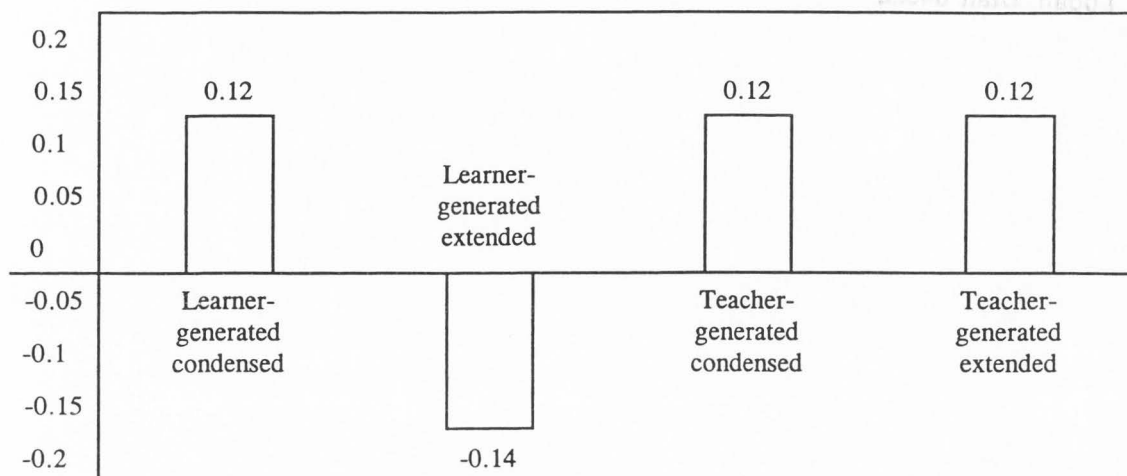 0.2
0.15
0.1
0.05
0
-0.05
-0.1
-0.15
-0.2
0.12
0.12
0.12
Learner-
generated
extended
Learner-
generated
condensed
Teacher-
generated
condensed
Teacher-
generated
extended
-0.14